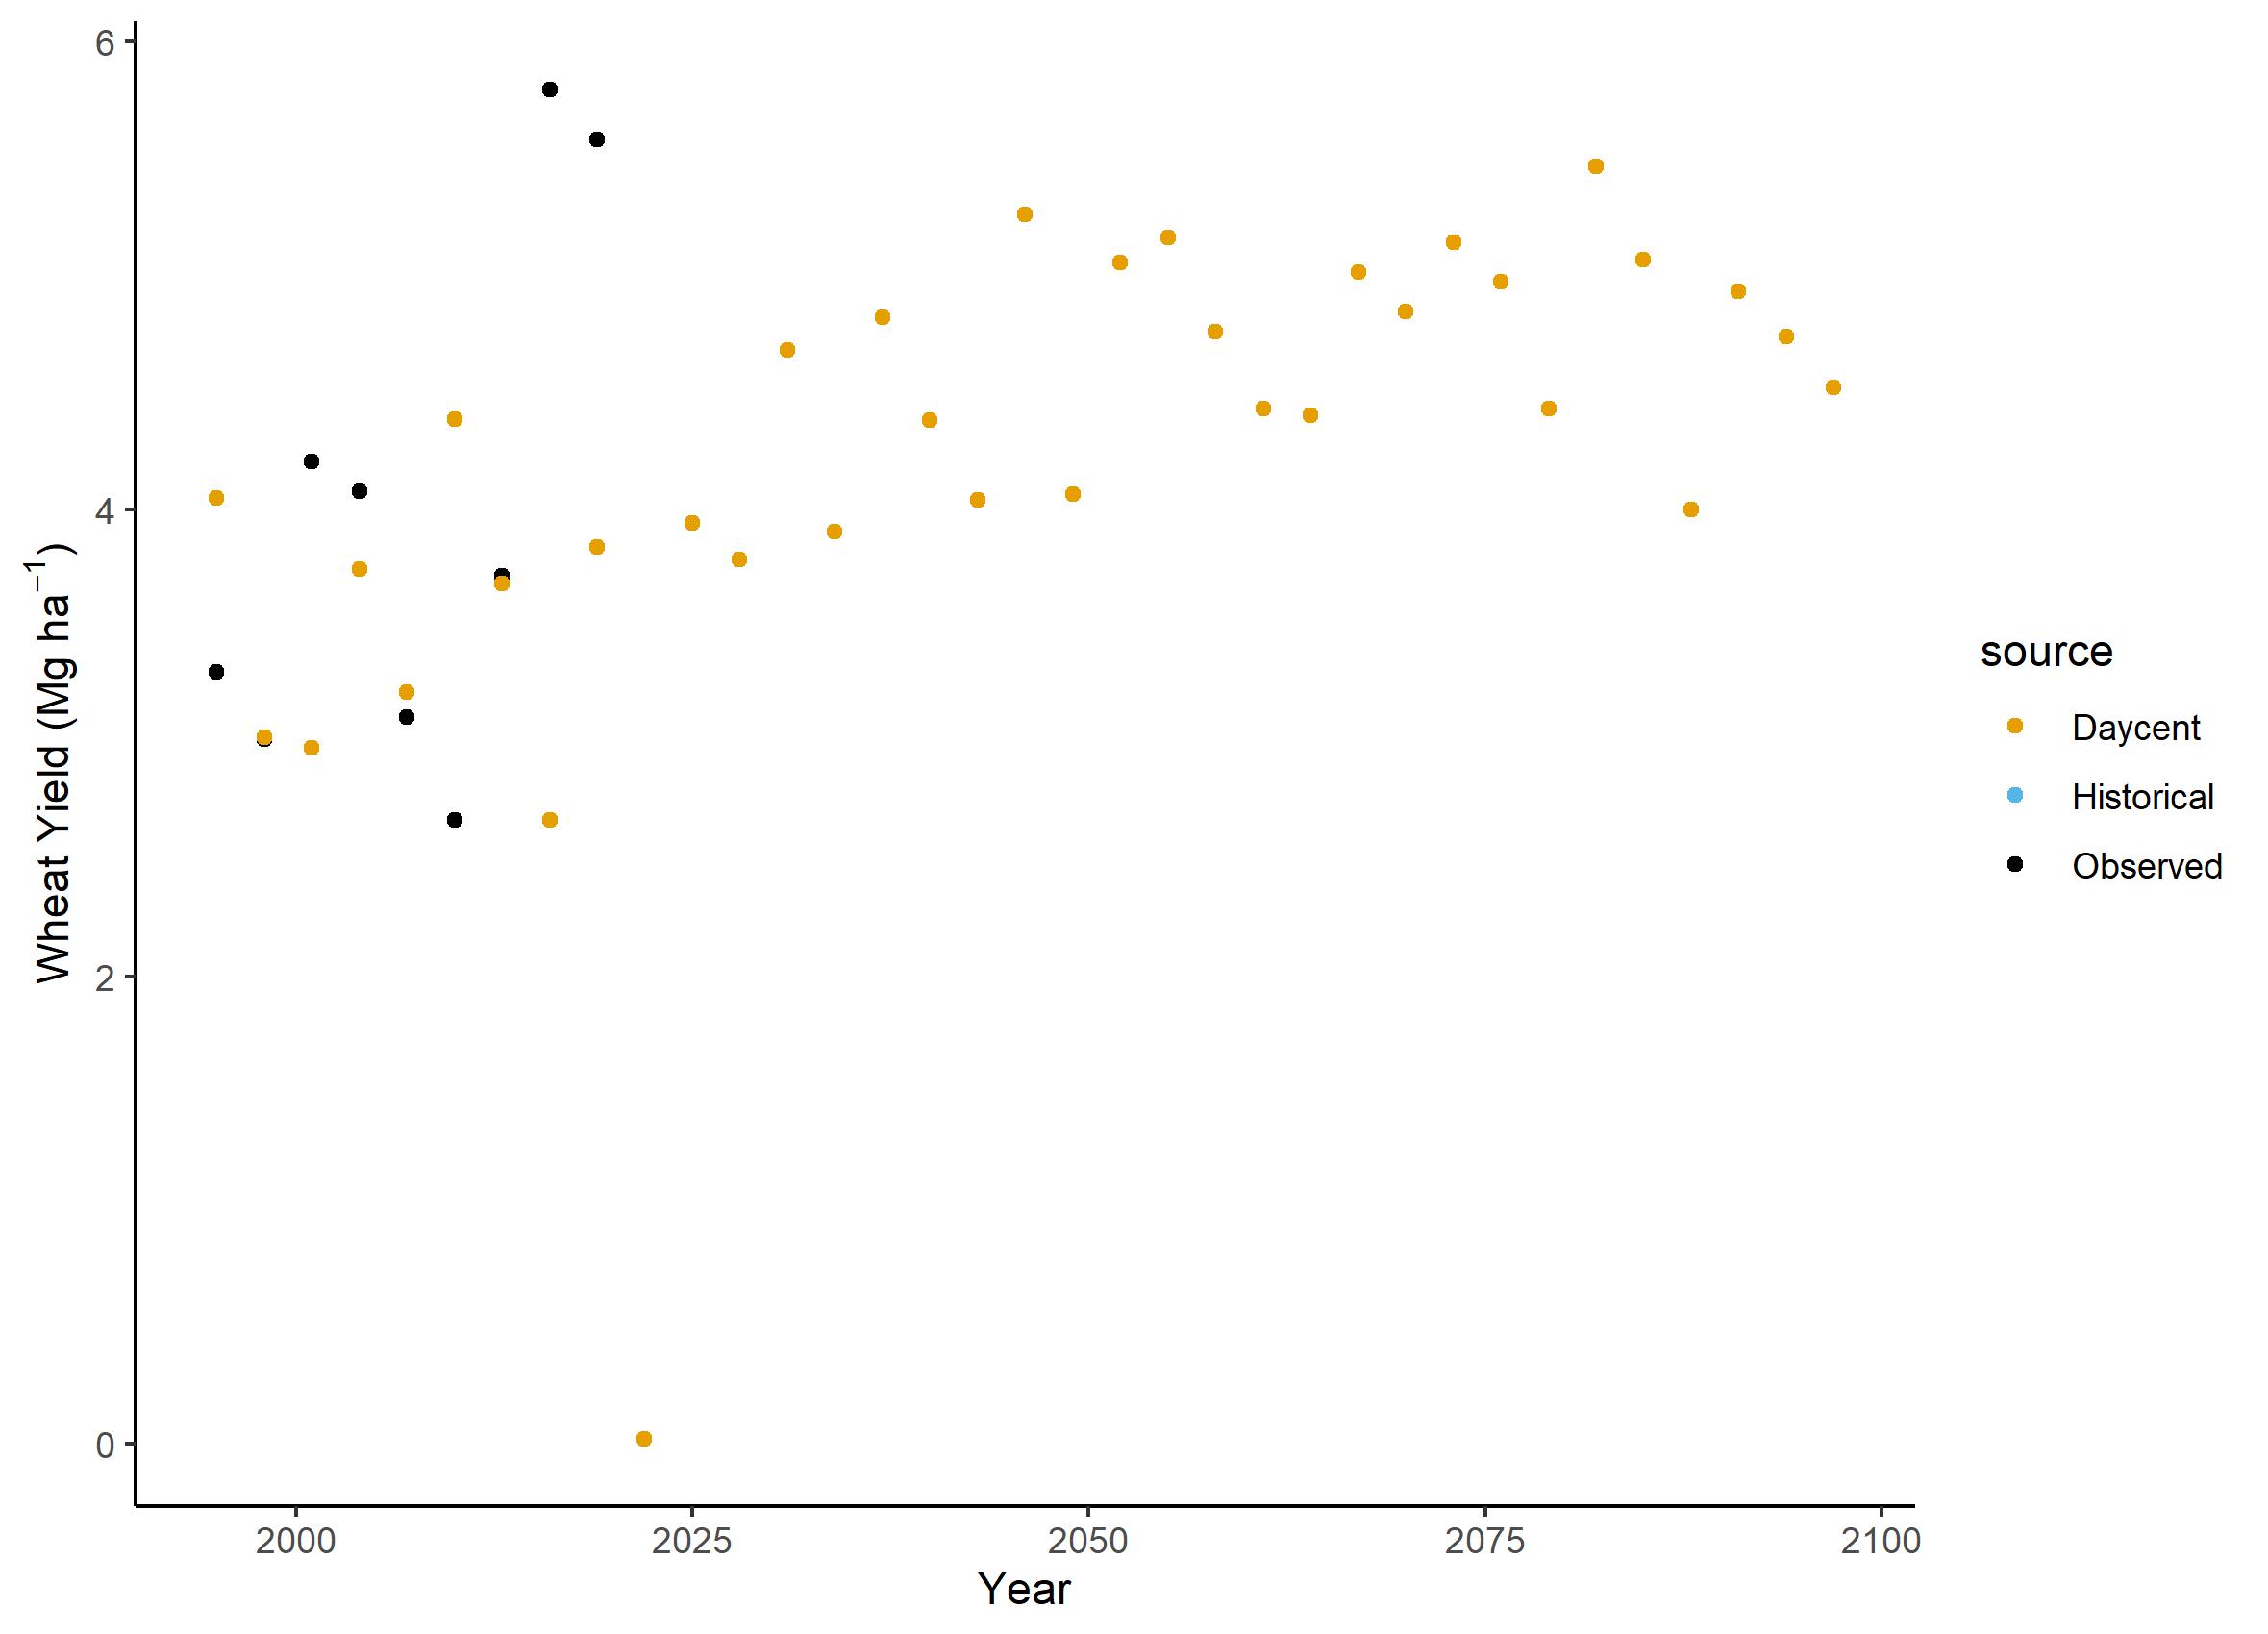 6
4
2
0
Wheat Yield (Mg ha⁻¹)
2000 2025 2050 2075 2100
Year
source
Daycent
Historical
Observed